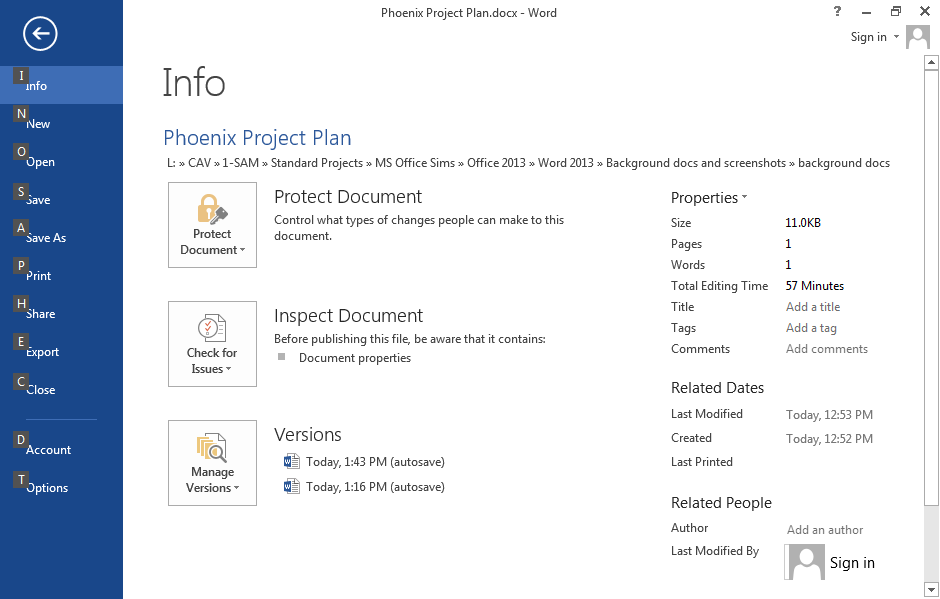 Phoenix Project Plan.docx - Word
?
Sign in
I
Info
N
New
O
Open
S
Save
A
Save As
P
Print
H
Share
E
Export
C
Close
D
Account
T
Options
Info
Phoenix Project Plan
L: » CAV » 1-SAM » Standard Projects » MS Office Sims » Office 2013 » Word 2013 » Background docs and screenshots » background docs
Protect
Document
Protect Document
Control what types of changes people can make to this
document.
Check for
Issues
Inspect Document
Before publishing this file, be aware that it contains:
Document properties
Manage
Versions
Versions
Today, 1:43 PM (autosave)
Today, 1:16 PM (autosave)
Properties
Size 11.0KB
Pages 1
Words 1
Total Editing Time 57 Minutes
Title Add a title
Tags Add a tag
Comments Add comments
Related Dates
Last Modified Today, 12:53 PM
Created Today, 12:52 PM
Last Printed
Related People
Author Add an author
Last Modified By Sign in